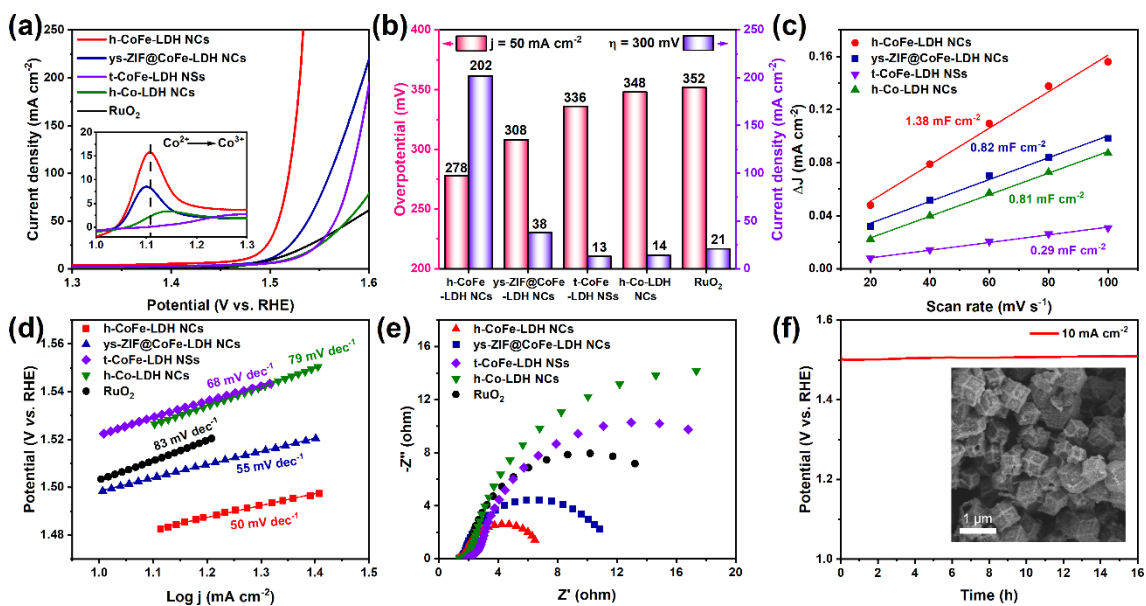 (a)
Current density (mA cm⁻²)
250
200
150
100
50
0
h-CoFe-LDH NCs
ys-ZIF@CoFe-LDH NCs
t-CoFe-LDH NSs
h-Co-LDH NCs
RuO₂
20
15
10
5
0
Co²⁺ → Co³⁺
1.0 1.1 1.2 1.3
1.3 1.4 1.5 1.6
Potential (V vs. RHE)
(b)
Overpotential (mV)
400
350
300
250
200
j = 50 mA cm⁻²
η = 300 mV
278
202
308
38
336
13
348
14
352
21
h-CoFe
-LDH NCs
ys-ZIF@CoFe
-LDH NCs
t-CoFe
-LDH NSs
h-Co-LDH
NCs
RuO₂
250
200
150
100
50
0
Current density (mA cm⁻²)
(c)
ΔJ (mA cm⁻²)
0.16
0.12
0.08
0.04
0.00
h-CoFe-LDH NCs
ys-ZIF@CoFe-LDH NCs
t-CoFe-LDH NSs
h-Co-LDH NCs
1.38 mF cm⁻²
0.82 mF cm⁻²
0.81 mF cm⁻²
0.29 mF cm⁻²
20 40 60 80 100
Scan rate (mV s⁻¹)
(d)
Potential (V vs. RHE)
1.56
1.54
1.52
1.50
1.48
h-CoFe-LDH NCs
ys-ZIF@CoFe-LDH NCs
t-CoFe-LDH NSs
h-Co-LDH NCs
RuO₂
79 mV dec⁻¹
68 mV dec⁻¹
83 mV dec⁻¹
55 mV dec⁻¹
50 mV dec⁻¹
1.0 1.1 1.2 1.3 1.4 1.5
Log j (mA cm⁻²)
(e)
-Z'' (ohm)
16
12
8
4
0
h-CoFe-LDH NCs
ys-ZIF@CoFe-LDH NCs
t-CoFe-LDH NSs
h-Co-LDH NCs
RuO₂
0 4 8 12 16 20
Z' (ohm)
(f)
Potential (V vs. RHE)
1.6
1.4
1.2
1.0
10 mA cm⁻²
1 μm
0 2 4 6 8 10 12 14 16
Time (h)